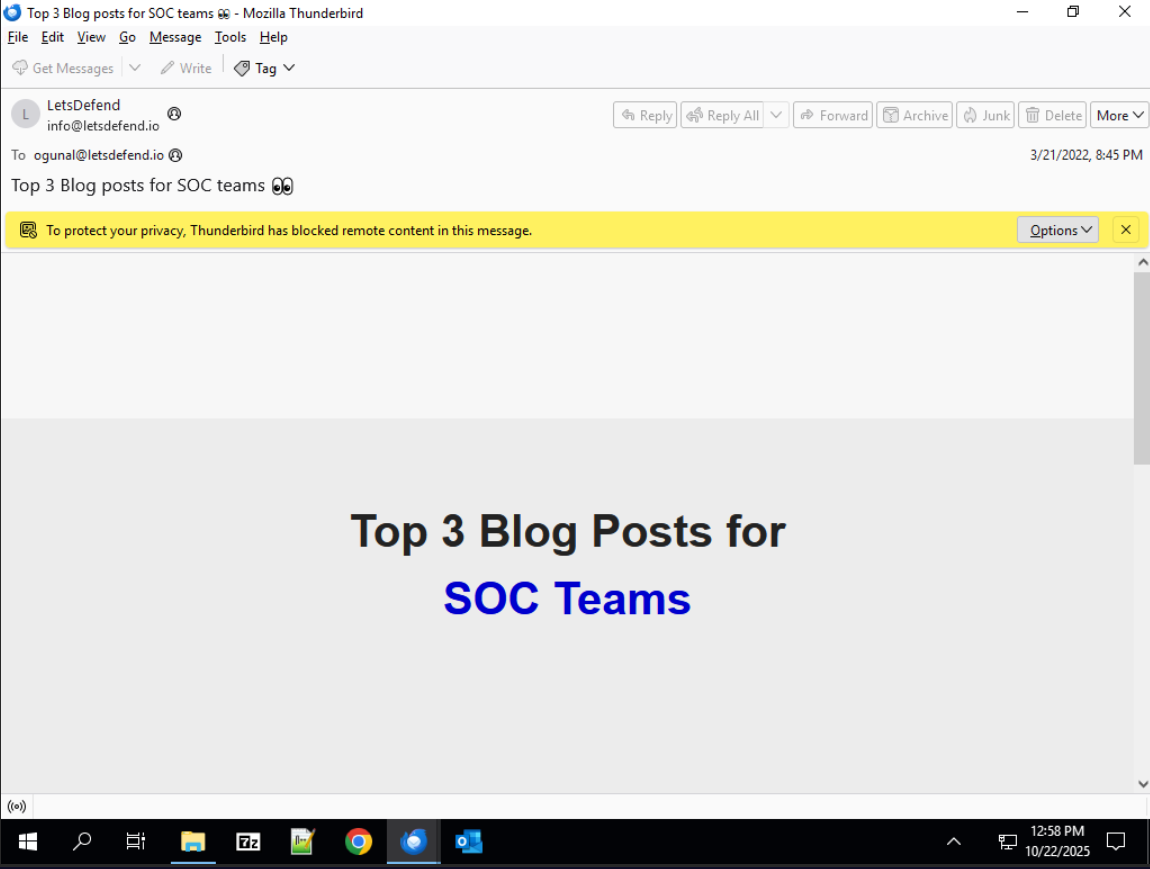 Top 3 Blog posts for SOC teams 👀 - Mozilla Thunderbird
File Edit View Go Message Tools Help
Get Messages Write Tag
L LetsDefend
info@letsdefend.io
Reply Reply All Forward Archive Junk Delete More
To ogunal@letsdefend.io 3/21/2022, 8:45 PM
Top 3 Blog posts for SOC teams 👀
To protect your privacy, Thunderbird has blocked remote content in this message. Options
Top 3 Blog Posts for
SOC Teams
7z
12:58 PM
10/22/2025